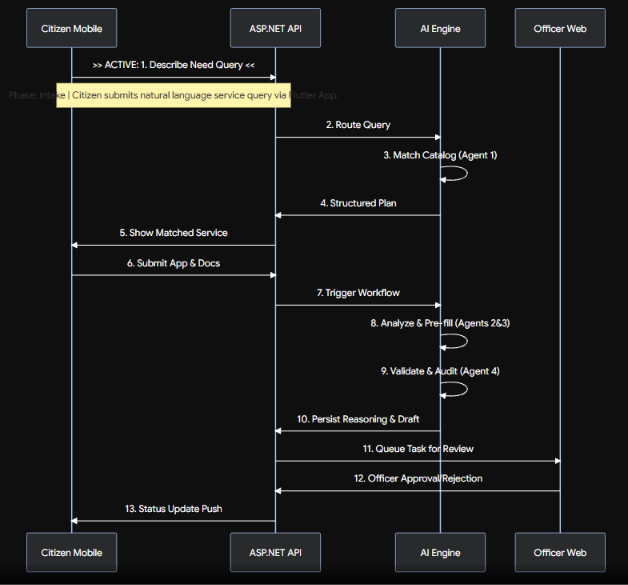 Citizen Mobile
ASP.NET API
AI Engine
Officer Web
>> ACTIVE: 1. Describe Need Query <<
Phase: Intake | Citizen submits natural language service query via Flutter App.
2. Route Query
3. Match Catalog (Agent 1)
4. Structured Plan
5. Show Matched Service
6. Submit App & Docs
7. Trigger Workflow
8. Analyze & Pre-fill (Agents 2&3)
9. Validate & Audit (Agent 4)
10. Persist Reasoning & Draft
11. Queue Task for Review
12. Officer Approval/Rejection
13. Status Update Push
Citizen Mobile
ASP.NET API
AI Engine
Officer Web